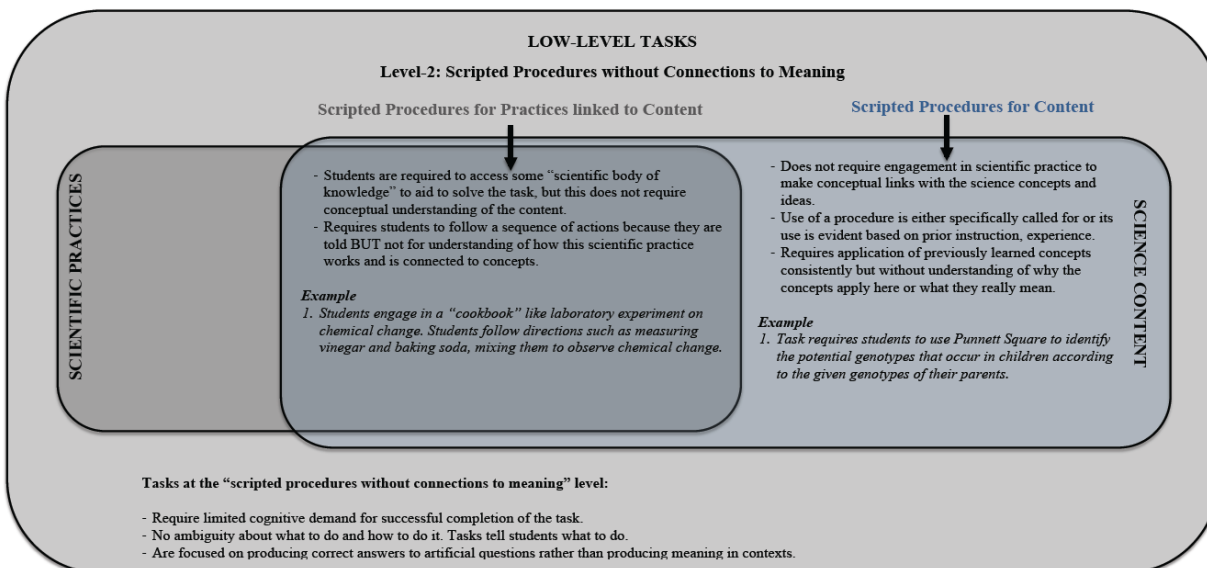 LOW-LEVEL TASKS
Level-2: Scripted Procedures without Connections to Meaning
Scripted Procedures for Practices linked to Content
Scripted Procedures for Content
SCIENTIFIC PRACTICES
- Students are required to access some “scientific body of
knowledge” to aid to solve the task, but this does not require
conceptual understanding of the content.
- Requires students to follow a sequence of actions because they are
told BUT not for understanding of how this scientific practice
works and is connected to concepts.
Example
1. Students engage in a “cookbook” like laboratory experiment on
chemical change. Students follow directions such as measuring
vinegar and baking soda, mixing them to observe chemical change.
- Does not require engagement in scientific practice to
make conceptual links with the science concepts and
ideas.
- Use of a procedure is either specifically called for or its
use is evident based on prior instruction, experience.
- Requires application of previously learned concepts
consistently but without understanding of why the
concepts apply here or what they really mean.
Example
1. Task requires students to use Punnett Square to identify
the potential genotypes that occur in children according
to the given genotypes of their parents.
SCIENCE CONTENT
Tasks at the “scripted procedures without connections to meaning” level:
- Require limited cognitive demand for successful completion of the task.
- No ambiguity about what to do and how to do it. Tasks tell students what to do.
- Are focused on producing correct answers to artificial questions rather than producing meaning in contexts.